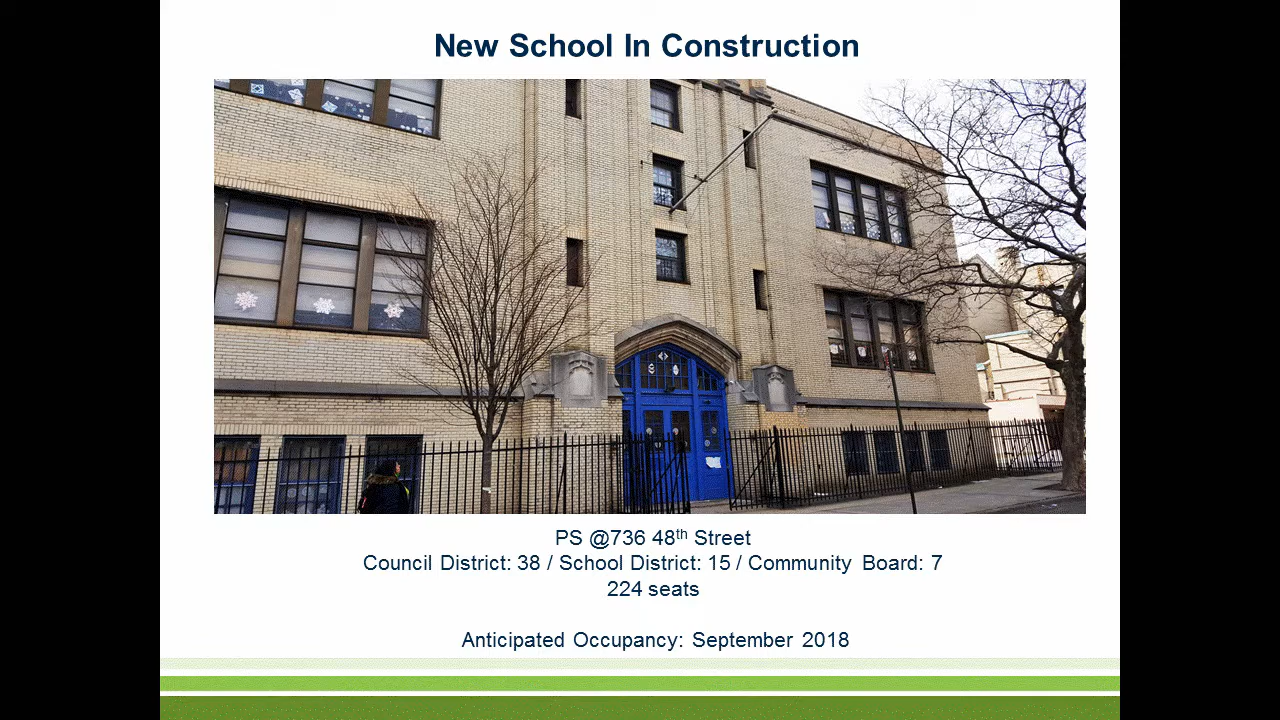 New School In Construction
PS @736 48th Street
Council District: 38 / School District: 15 / Community Board: 7
224 seats
Anticipated Occupancy: September 2018